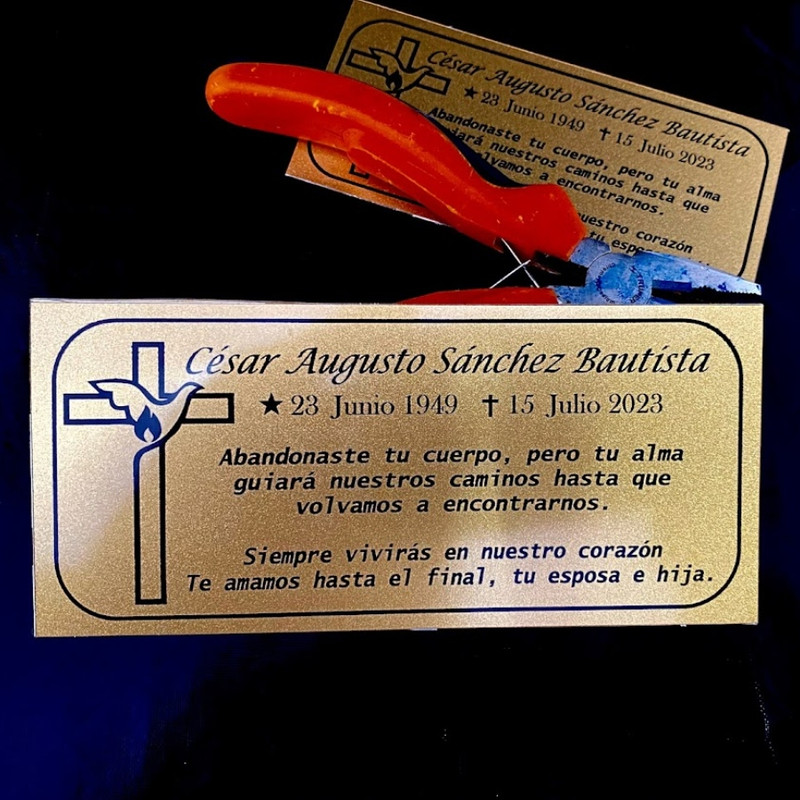 César Augusto Sánchez Bautista
★ 23 Junio 1949 ✝ 15 Julio 2023
Abandonaste tu cuerpo, pero tu alma
guiará nuestros caminos hasta que
volvamos a encontrarnos.
Siempre vivirás en nuestro corazón
Te amamos hasta el final, tu esposa e hija.
César Augusto Sánchez Bautista
★ 23 Junio 1949 ✝ 15 Julio 2023
Abandonaste tu cuerpo, pero tu alma
nuestros caminos hasta que
a encontrarnos.
nuestro corazón
tu